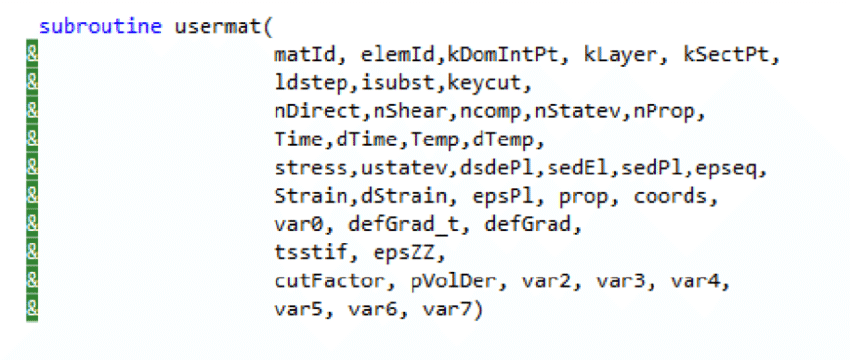 subroutine usermat(
& matId, elemId,kDomIntPt, kLayer, kSectPt,
& ldstep,isubst,keycut,
& nDirect,nShear,ncomp,nStatev,nProp,
& Time,dTime,Temp,dTemp,
& stress,ustatev,dsdePl,sedEl,sedPl,epseq,
& Strain,dStrain, epsPl, prop, coords,
& var0, defGrad_t, defGrad,
& tsstif, epsZZ,
& cutFactor, pVolDer, var2, var3, var4,
& var5, var6, var7)